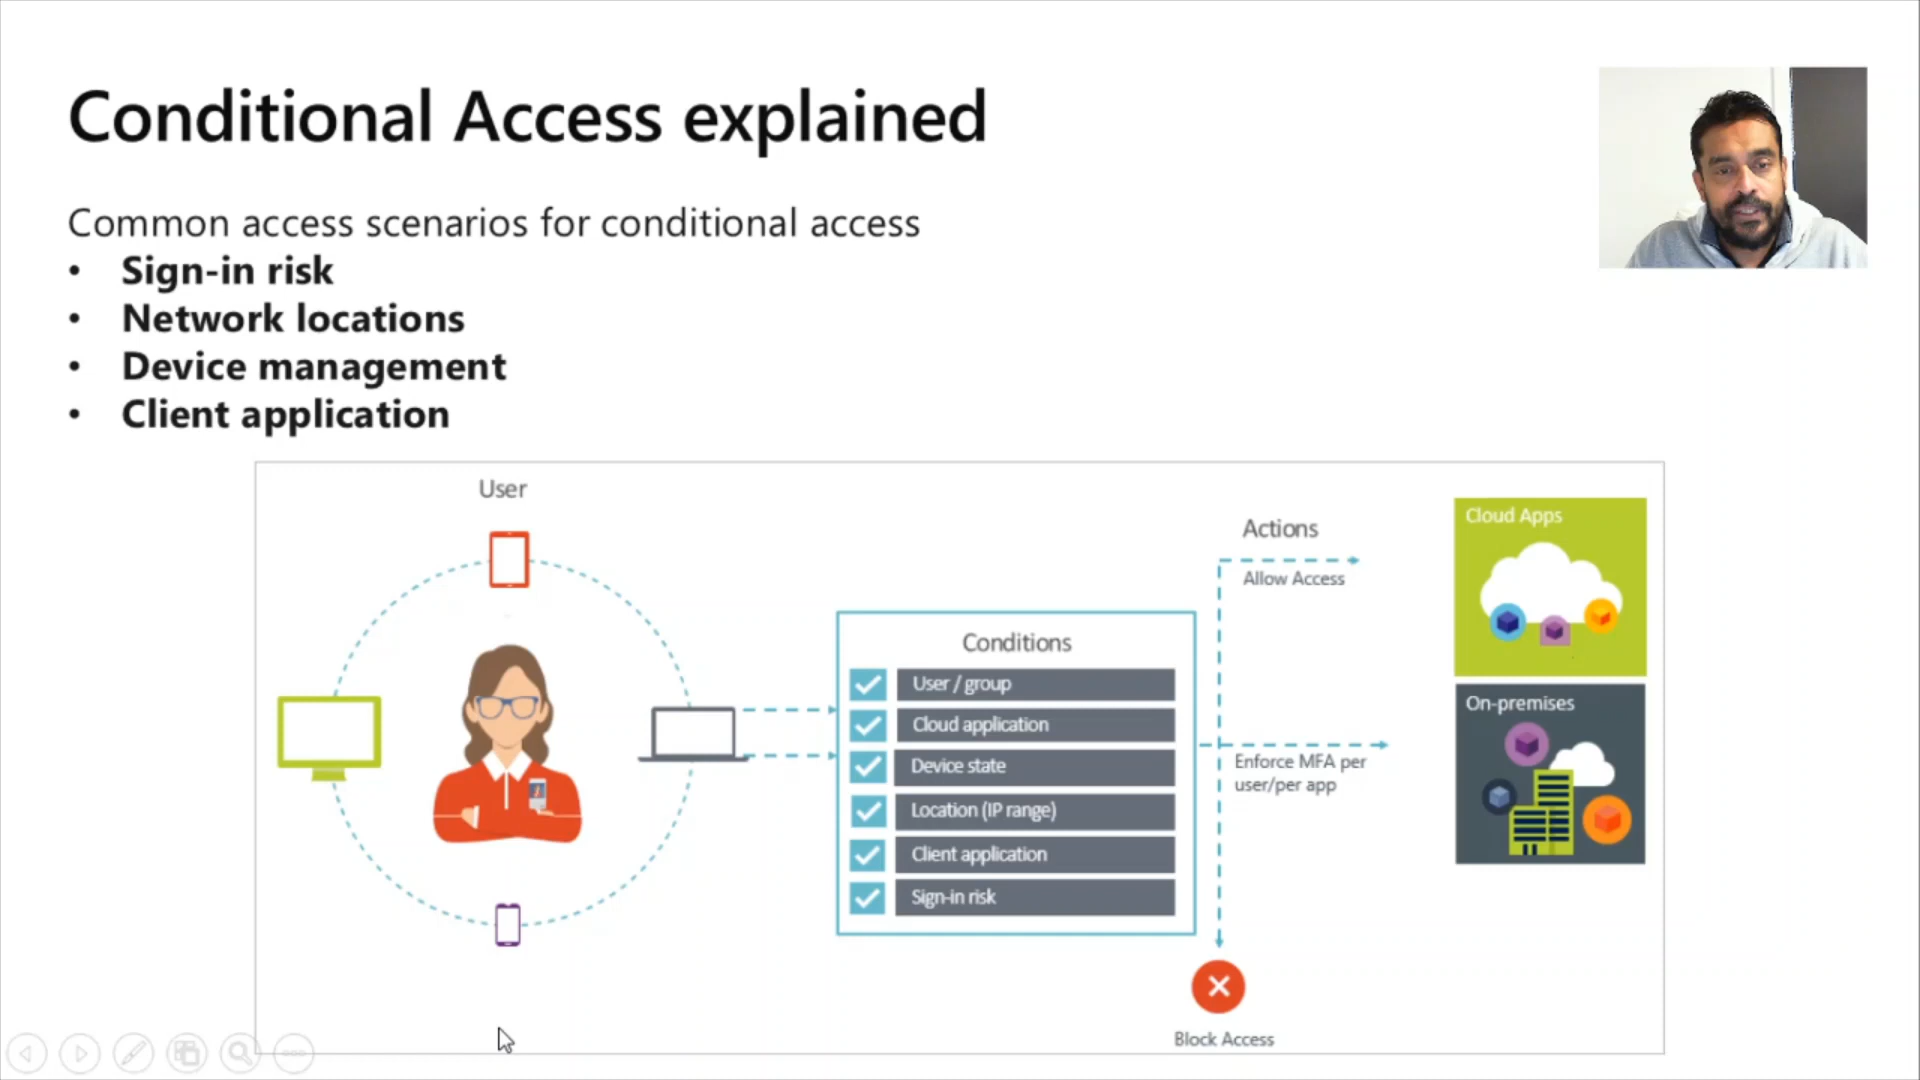 Conditional Access explained
Common access scenarios for conditional access
• Sign-in risk
• Network locations
• Device management
• Client application
User
Conditions
User / group
Cloud application
Device state
Location (IP range)
Client application
Sign-in risk
Actions
Allow Access
Enforce MFA per
user/per app
Block Access
Cloud Apps
On-premises